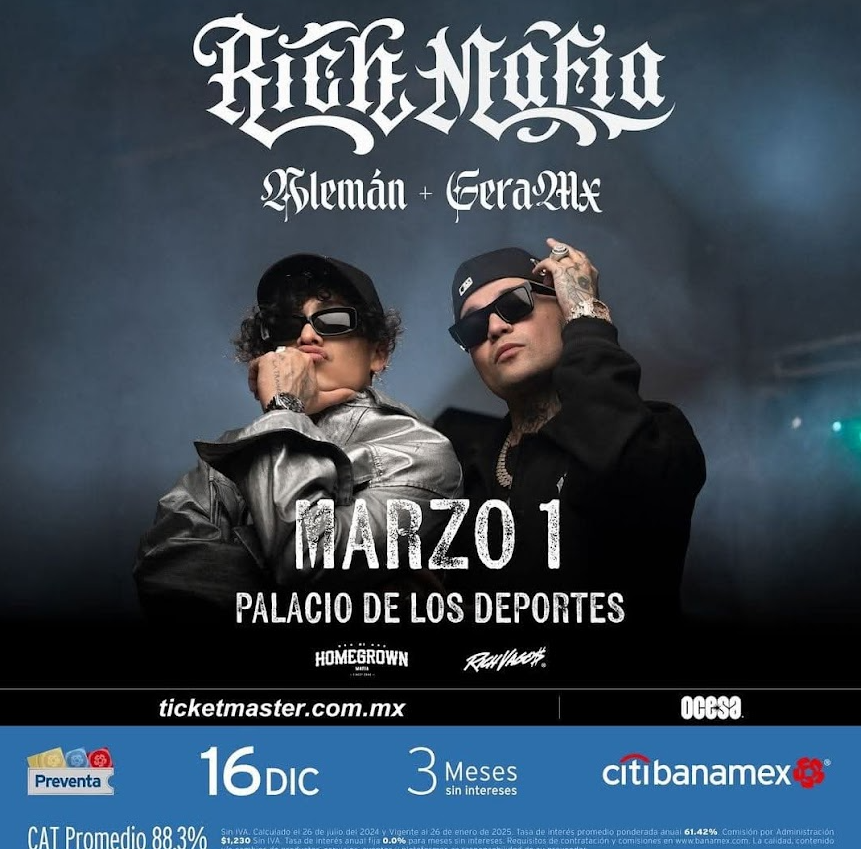 Rich Mafia
Alemán + Gera Mx
MARZO 1
PALACIO DE LOS DEPORTES
HOMEGROWN
MAFIA
RICH VAGOS
ticketmaster.com.mx
ocesa
Preventa
16 DIC
3 Meses
sin intereses
citibanamex
CAT Promedio 88.3%
Sin IVA. Calculado el 26 de julio del 2024 y Vigente al 26 de enero de 2025. Tasa de interés promedio ponderada anual 61.42%. Comisión por Administración
$1,230 Sin IVA. Tasa de interés anual fija 0.0% para meses sin intereses. Requisitos de contratación y comisiones en www.banamex.com. La calidad, contenido